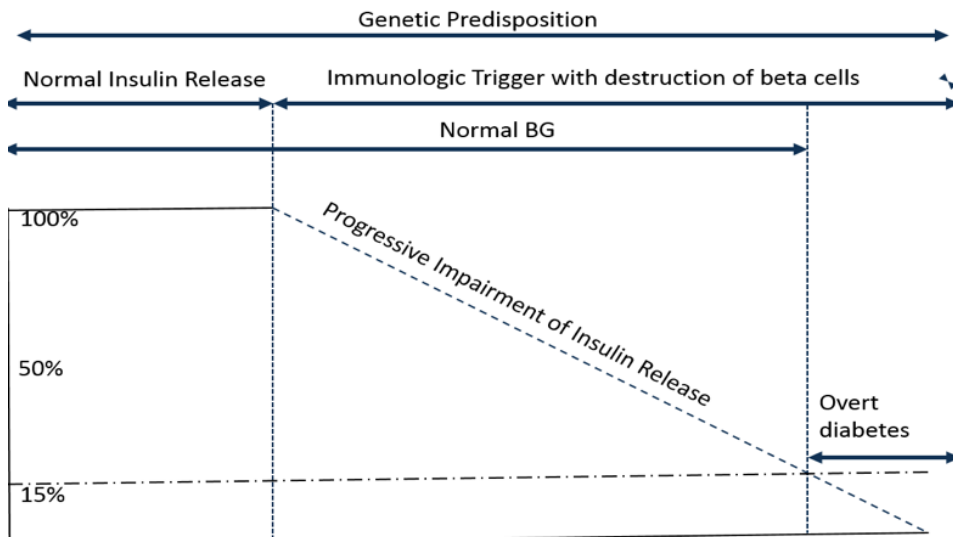 Genetic Predisposition
Normal Insulin Release
Immunologic Trigger with destruction of beta cells
Normal BG
100%
Progressive Impairment of Insulin Release
50%
Overt
diabetes
15%